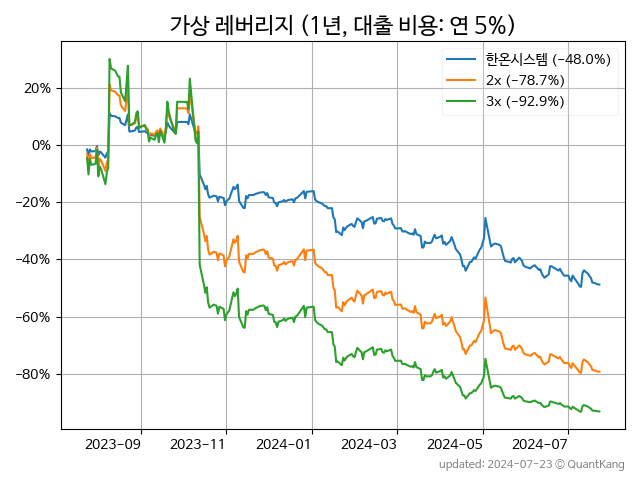 가상 레버리지 (1년, 대출 비용: 연 5%)
한온시스템 (−48.0%)
2x (−78.7%)
3x (−92.9%)
20%
0%
−20%
−40%
−60%
−80%
2023-09
2023-11
2024-01
2024-03
2024-05
2024-07
updated: 2024-07-23 © QuantKang